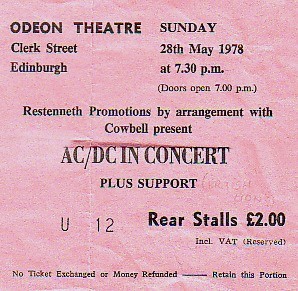 ODEON THEATRE SUNDAY
Clerk Street 28th May 1978
Edinburgh at 7.30 p.m.
(Doors open 7.00 p.m.)
Restenneth Promotions by arrangement with
Cowbell present
AC/DC IN CONCERT
PLUS SUPPORT
U 12 Rear Stalls £2.00
Incl. VAT (Reserved)
No Ticket Exchanged or Money Refunded — Retain this Portion